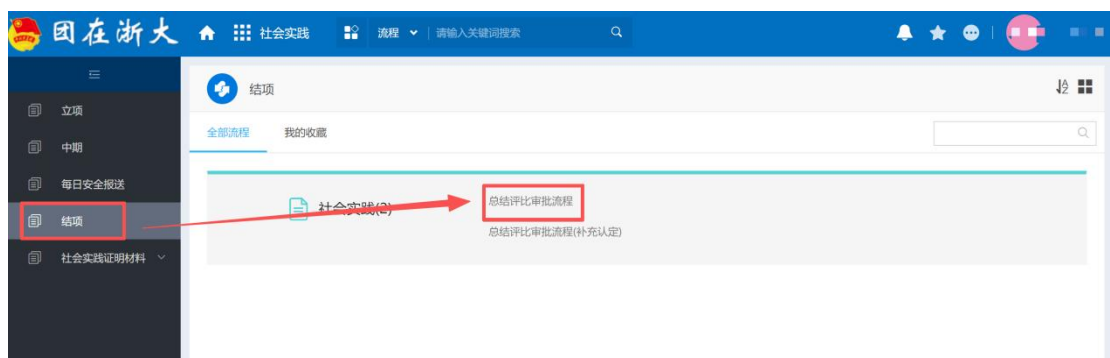 团在浙大 社会实践 流程 请输入关键词搜索
结项
立项
全部流程 我的收藏
中期
每日安全报送
社会实践(2) 总结评比审批流程
结项
总结评比审批流程(补充认定)
社会实践证明材料